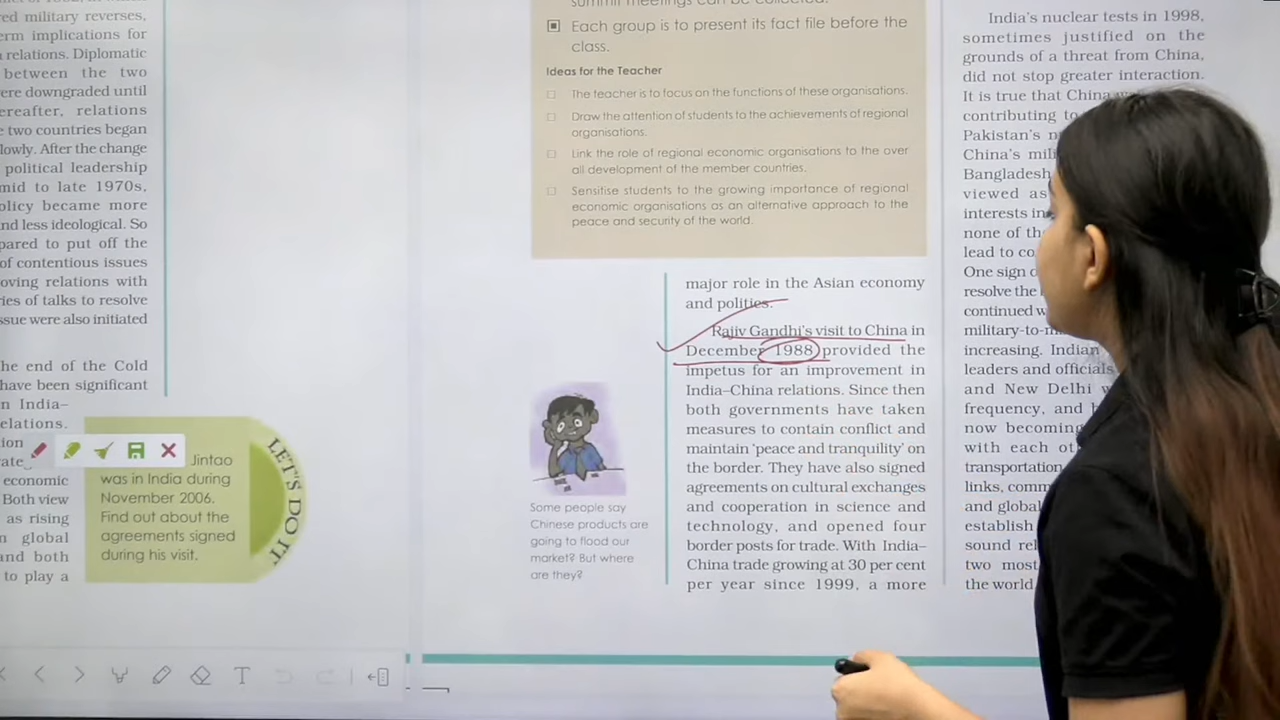 ed military reverses,
erm implications for
relations. Diplomatic
between the two
ere downgraded until
ereafter, relations
two countries began
lowly. After the change
political leadership
mid to late 1970s,
olicy became more
nd less ideological. So
pared to put off the
of contentious issues
oving relations with
ries of talks to resolve
ssue were also initiated
he end of the Cold
have been significant
n India–
elations.
economic
Both view
as rising
n global
and both
to play a
Jintao
was in India during
November 2006.
Find out about the
agreements signed
during his visit.
LET'S DO IT
summit meetings can be collected.
Each group is to present its fact file before the
class.
Ideas for the Teacher
The teacher is to focus on the functions of these organisations.
Draw the attention of students to the achievements of regional
organisations.
Link the role of regional economic organisations to the over
all development of the member countries.
Sensitise students to the growing importance of regional
economic organisations as an alternative approach to the
peace and security of the world.
Some people say
Chinese products are
going to flood our
market? But where
are they?
major role in the Asian economy
and politics.
Rajiv Gandhi's visit to China in
December 1988 provided the
impetus for an improvement in
India–China relations. Since then
both governments have taken
measures to contain conflict and
maintain 'peace and tranquility' on
the border. They have also signed
agreements on cultural exchanges
and cooperation in science and
technology, and opened four
border posts for trade. With India–
China trade growing at 30 per cent
per year since 1999, a more
India's nuclear tests in 1998,
sometimes justified on the
grounds of a threat from China,
did not stop greater interaction.
It is true that China
contributing to
Pakistan's
China's
Bangladesh
viewed as
interests in
none of
lead to
One sign
resolve the
continued
military-to-
increasing. Indian
leaders and officials
and New Delhi
frequency, and
now becoming
with each
transportation
links,
and global
establish
sound
two most
the world
T